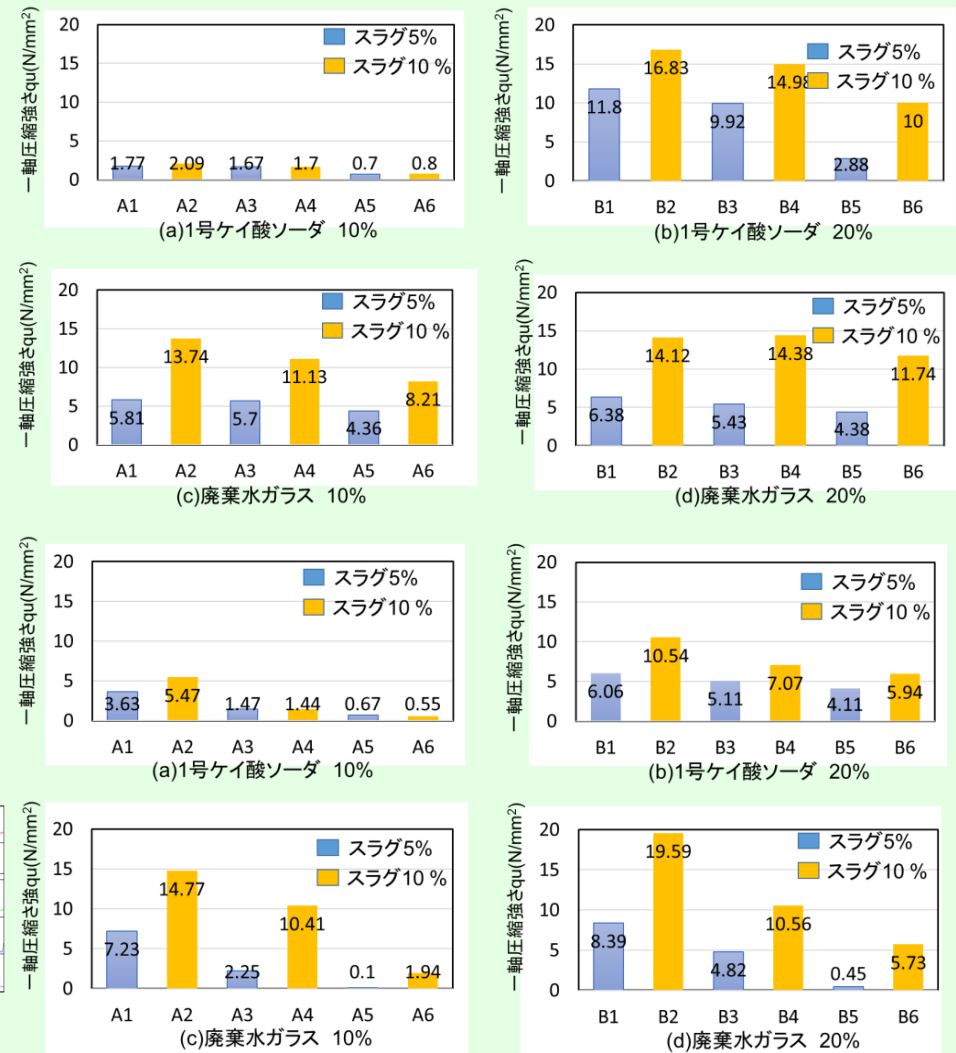 一軸圧縮強さqu(N/mm²)
20
15
10
5
0
スラグ5%
スラグ10 %
1.77
2.09
1.67
1.7
0.7
0.8
A1 A2 A3 A4 A5 A6
(a)1号ケイ酸ソーダ 10%
一軸圧縮強さqu(N/mm²)
20
15
10
5
0
スラグ5%
スラグ10 %
11.8
16.83
9.92
14.98
2.88
10
B1 B2 B3 B4 B5 B6
(b)1号ケイ酸ソーダ 20%
一軸圧縮強さqu(N/mm²)
20
15
10
5
0
スラグ5%
スラグ10 %
5.81
13.74
5.7
11.13
4.36
8.21
A1 A2 A3 A4 A5 A6
(c)廃棄水ガラス 10%
一軸圧縮強さqu(N/mm²)
20
15
10
5
0
スラグ5%
スラグ10 %
6.38
14.12
5.43
14.38
4.38
11.74
B1 B2 B3 B4 B5 B6
(d)廃棄水ガラス 20%
一軸圧縮強さqu(N/mm²)
20
15
10
5
0
スラグ5%
スラグ10 %
3.63
5.47
1.47
1.44
0.67
0.55
A1 A2 A3 A4 A5 A6
(a)1号ケイ酸ソーダ 10%
一軸圧縮強さqu(N/mm²)
20
15
10
5
0
スラグ5%
スラグ10 %
6.06
10.54
5.11
7.07
4.11
5.94
B1 B2 B3 B4 B5 B6
(b)1号ケイ酸ソーダ 20%
一軸圧縮さ強qu(N/mm²)
20
15
10
5
0
スラグ5%
スラグ10 %
7.23
14.77
2.25
10.41
0.1
1.94
A1 A2 A3 A4 A5 A6
(c)廃棄水ガラス 10%
一軸圧縮強さqu(N/mm²)
20
15
10
5
0
スラグ5%
スラグ10 %
8.39
19.59
4.82
10.56
0.45
5.73
B1 B2 B3 B4 B5 B6
(d)廃棄水ガラス 20%